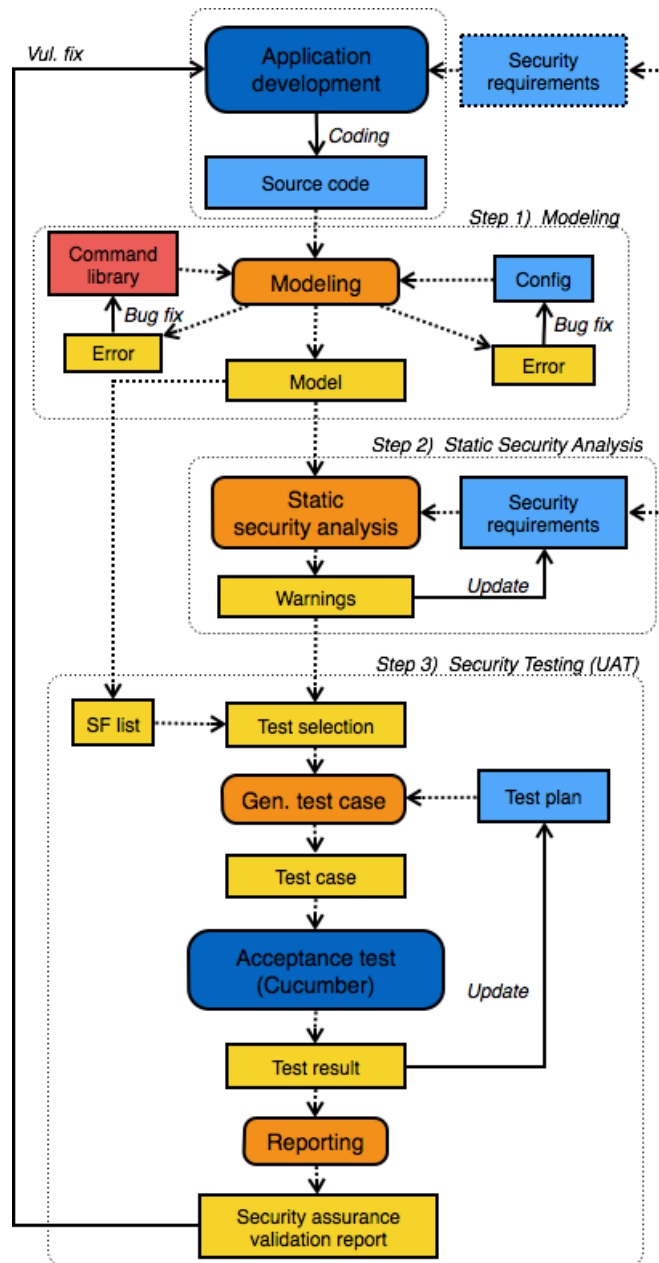 Vul. fix
Application
development
Security
requirements
Coding
Source code
Step 1) Modeling
Command
library
Modeling
Config
Bug fix
Bug fix
Error
Error
Model
Step 2) Static Security Analysis
Static
security analysis
Security
requirements
Warnings
Update
Step 3) Security Testing (UAT)
SF list
Test selection
Gen. test case
Test plan
Test case
Acceptance test
(Cucumber)
Update
Test result
Reporting
Security assurance
validation report